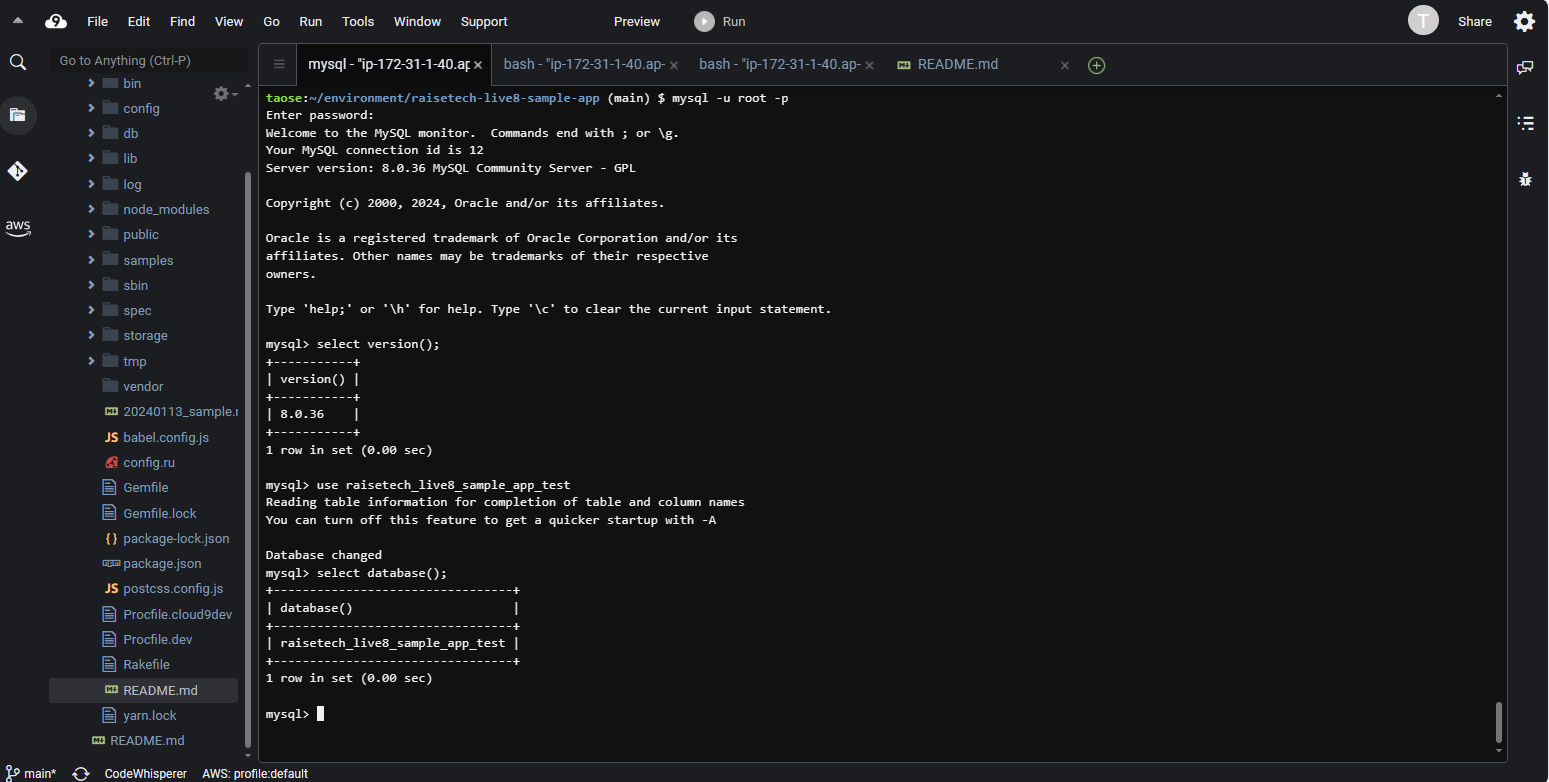 File Edit Find View Go Run Tools Window Support Preview Run T Share
Go to Anything (Ctrl-P)
bin
config
db
lib
log
node_modules
public
samples
sbin
spec
storage
tmp
vendor
20240113_sample.r
babel.config.js
config.ru
Gemfile
Gemfile.lock
package-lock.json
package.json
postcss.config.js
Procfile.cloud9dev
Procfile.dev
Rakefile
README.md
yarn.lock
README.md
aws
mysql - "ip-172-31-1-40.ap bash - "ip-172-31-1-40.ap- bash - "ip-172-31-1-40.ap- README.md
taose:~/environment/raisetech-live8-sample-app (main) $ mysql -u root -p
Enter password:
Welcome to the MySQL monitor.  Commands end with ; or \g.
Your MySQL connection id is 12
Server version: 8.0.36 MySQL Community Server - GPL
Copyright (c) 2000, 2024, Oracle and/or its affiliates.
Oracle is a registered trademark of Oracle Corporation and/or its
affiliates. Other names may be trademarks of their respective
owners.
Type 'help;' or '\h' for help. Type '\c' to clear the current input statement.
mysql> select version();
+-----------+
| version() |
+-----------+
| 8.0.36    |
+-----------+
1 row in set (0.00 sec)
mysql> use raisetech_live8_sample_app_test
Reading table information for completion of table and column names
You can turn off this feature to get a quicker startup with -A
Database changed
mysql> select database();
+---------------------------------+
| database()                      |
+---------------------------------+
| raisetech_live8_sample_app_test |
+---------------------------------+
1 row in set (0.00 sec)
mysql>
main* CodeWhisperer AWS: profile:default